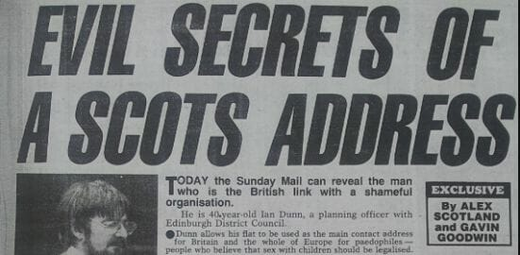 EVIL SECRETS OF
A SCOTS ADDRESS
TODAY the Sunday Mail can reveal the man
who is the British link with a shameful
organisation.
He is 40-year-old Ian Dunn, a planning officer with
Edinburgh District Council.
●Dunn allows his flat to be used as the main contact address
for Britain and the whole of Europe for paedophiles —
people who believe that sex with children should be legalised.
EXCLUSIVE
By ALEX
SCOTLAND
and GAVIN
GOODWIN